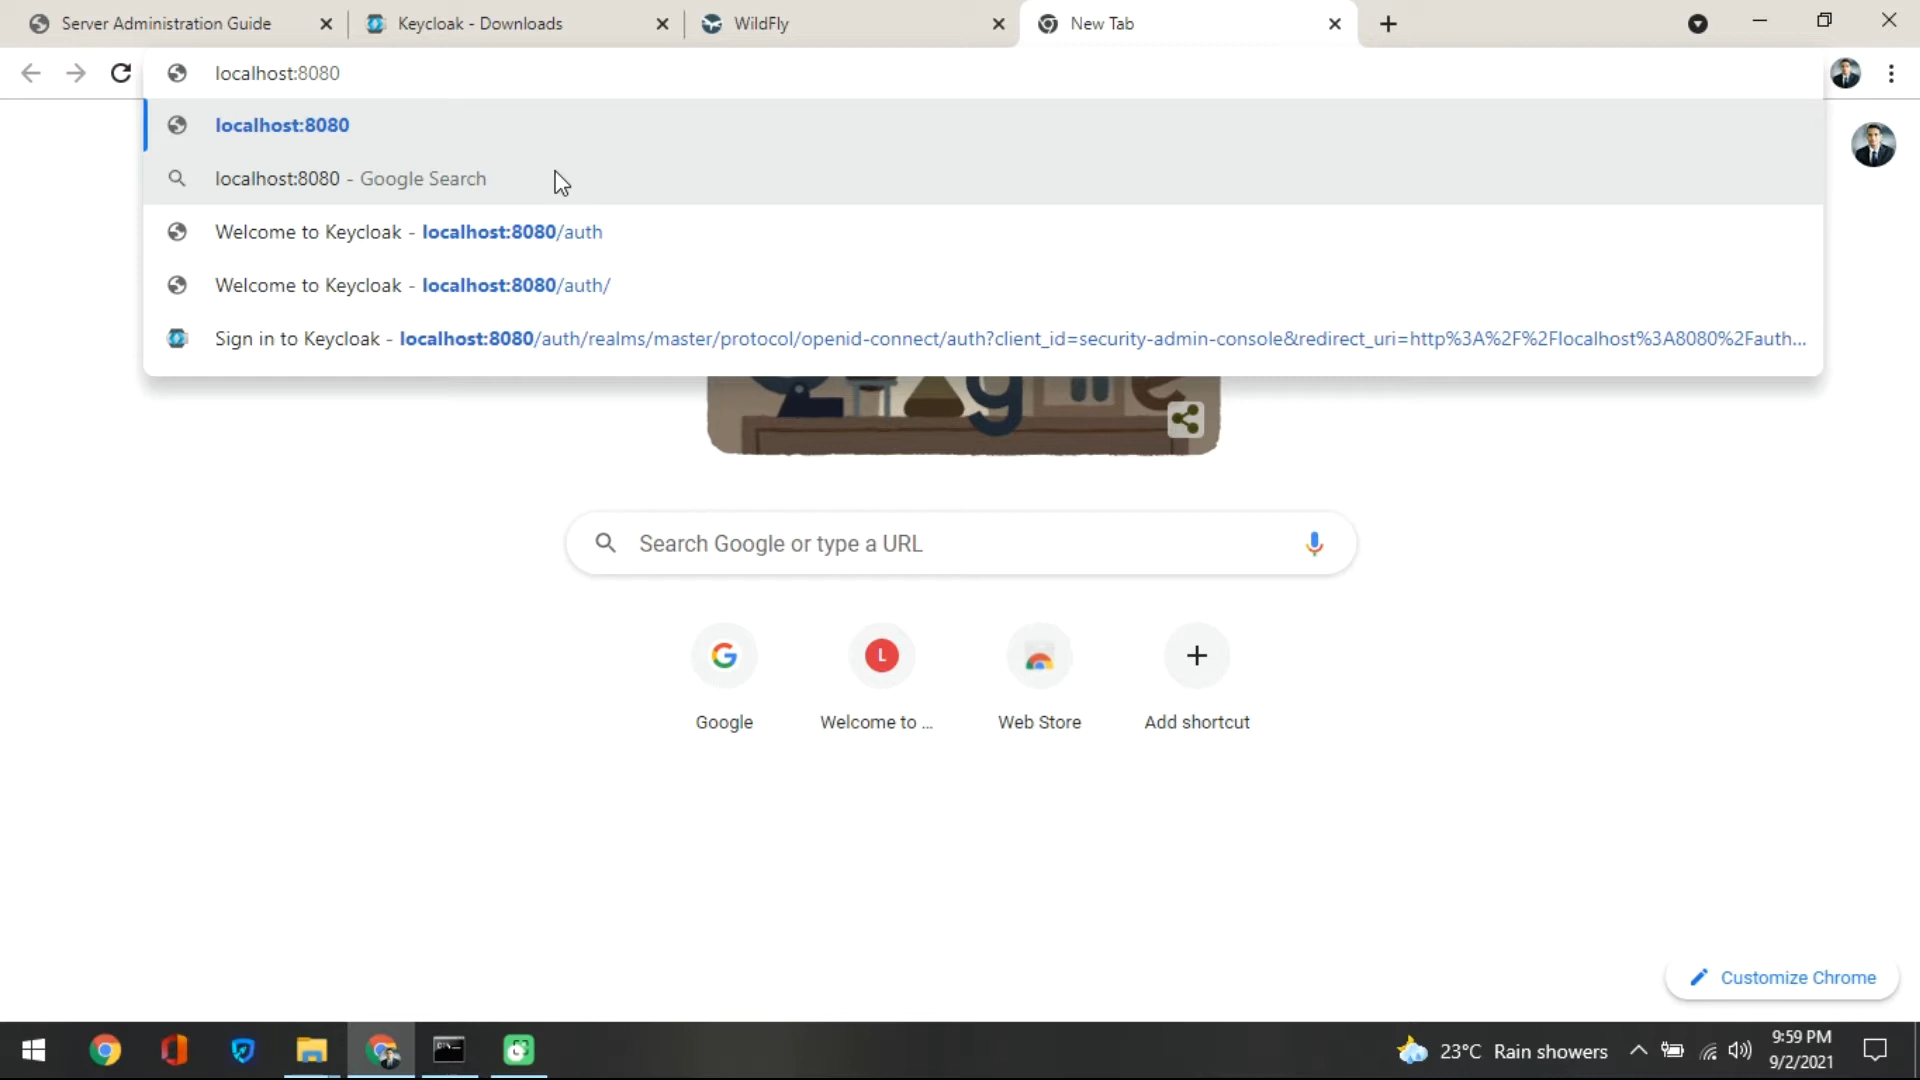 Server Administration Guide
Keycloak - Downloads
WildFly
New Tab
localhost:8080
localhost:8080
localhost:8080 - Google Search
Welcome to Keycloak - localhost:8080/auth
Welcome to Keycloak - localhost:8080/auth/
Sign in to Keycloak - localhost:8080/auth/realms/master/protocol/openid-connect/auth?client_id=security-admin-console&redirect_uri=http%3A%2F%2Flocalhost%3A8080%2Fauth...
Search Google or type a URL
L
Google
Welcome to ...
Web Store
Add shortcut
Customize Chrome
23°C Rain showers
9:59 PM
9/2/2021